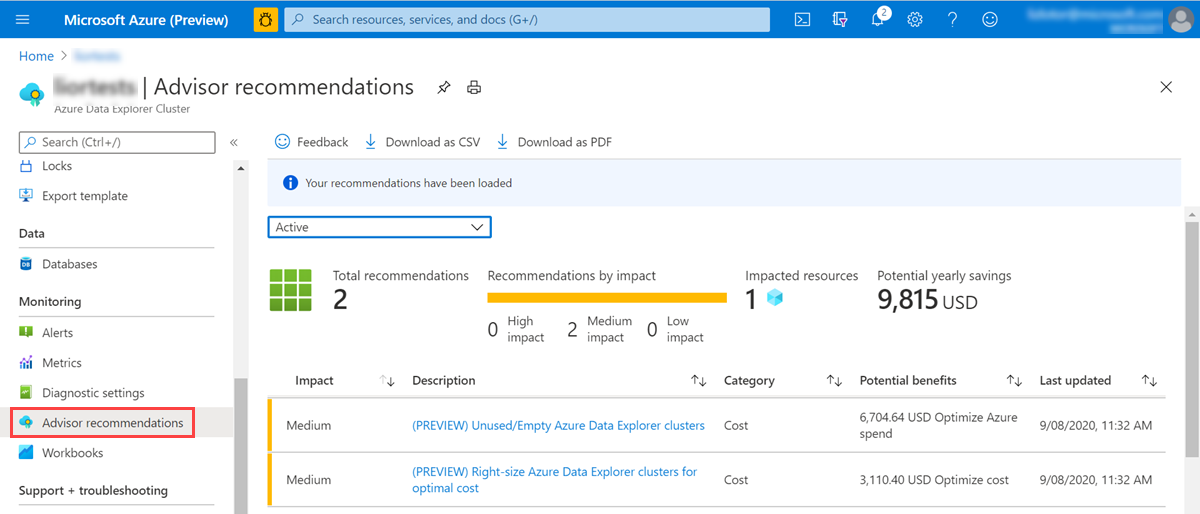 Microsoft Azure (Preview)
Search resources, services, and docs (G+/)
2
Home >
| Advisor recommendations
Azure Data Explorer Cluster
Search (Ctrl+/)
«
Locks
Export template
Data
Databases
Monitoring
Alerts
Metrics
Diagnostic settings
Advisor recommendations
Workbooks
Support + troubleshooting
Feedback
Download as CSV
Download as PDF
Your recommendations have been loaded
Active
Total recommendations
2
Recommendations by impact
0 High impact
2 Medium impact
0 Low impact
Impacted resources
1
Potential yearly savings
9,815 USD
Impact Description Category Potential benefits Last updated
Medium (PREVIEW) Unused/Empty Azure Data Explorer clusters Cost 6,704.64 USD Optimize Azure
spend 9/08/2020, 11:32 AM
Medium (PREVIEW) Right-size Azure Data Explorer clusters for
optimal cost Cost 3,110.40 USD Optimize cost 9/08/2020, 11:32 AM